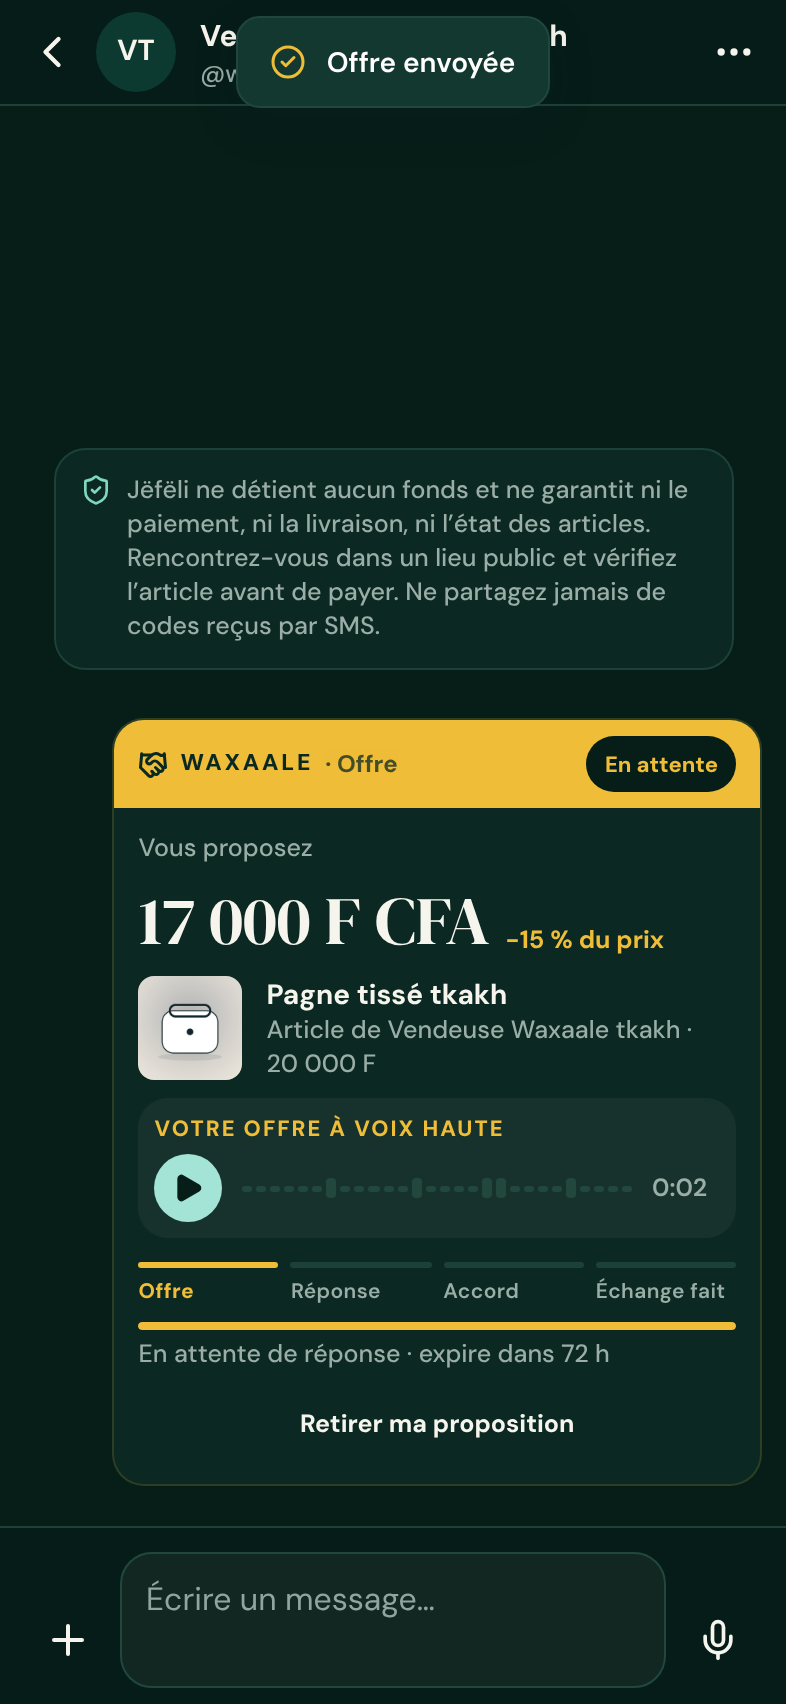 VT
Offre envoyée
Jëfëli ne détient aucun fonds et ne garantit ni le
paiement, ni la livraison, ni l’état des articles.
Rencontrez-vous dans un lieu public et vérifiez
l’article avant de payer. Ne partagez jamais de
codes reçus par SMS.
WAXAALE · Offre
En attente
Vous proposez
17 000 F CFA -15 % du prix
Pagne tissé tkakh
Article de Vendeuse Waxaale tkakh ·
20 000 F
VOTRE OFFRE À VOIX HAUTE
0:02
Offre Réponse Accord Échange fait
En attente de réponse · expire dans 72 h
Retirer ma proposition
Écrire un message…